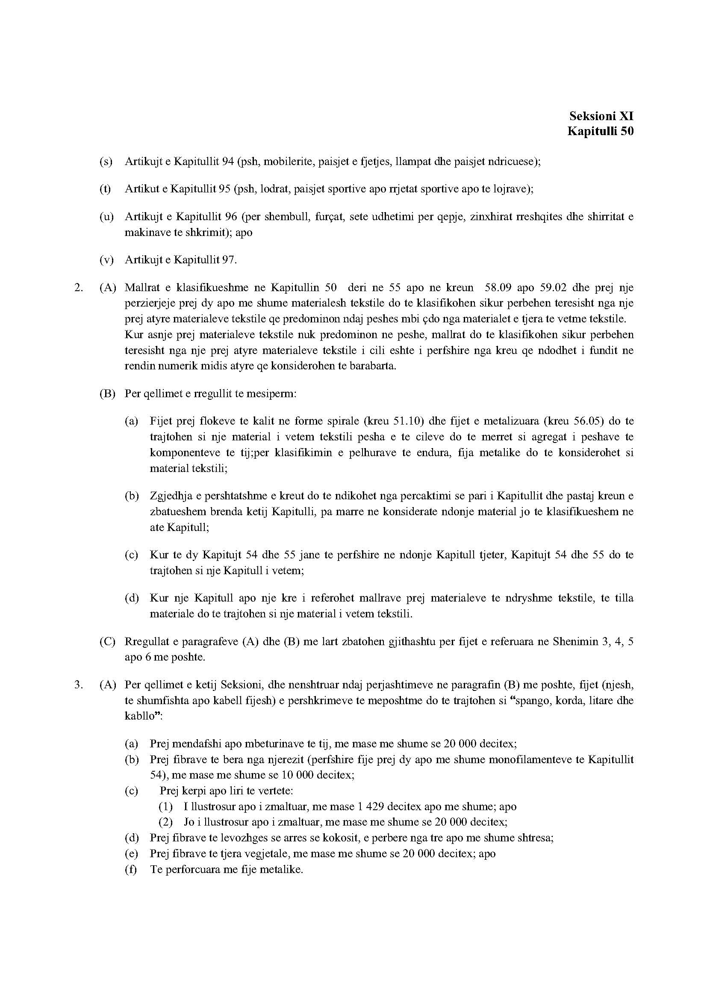 Seksioni XI
Kapitulli 50
(s) Artikujt e Kapitullit 94 (psh, mobilerite, paisjet e fjetjes, llampat dhe paisjet ndricuese);
(t) Artikut e Kapitullit 95 (psh, lodrat, paisjet sportive apo rrjetat sportive apo te lojrave);
(u) Artikujt e Kapitullit 96 (per shembull, furçat, sete udhetimi per qepje, zinxhirat rreshqites dhe shirritat e
makinave te shkrimit); apo
(v) Artikujt e Kapitullit 97.
2. (A) Mallrat e klasifikueshme ne Kapitullin 50 deri ne 55 apo ne kreun 58.09 apo 59.02 dhe prej nje
perzierjeje prej dy apo me shume materialesh tekstile do te klasifikohen sikur perbehen teresisht nga nje
prej atyre materialeve tekstile qe predominon ndaj peshes mbi çdo nga materialet e tjera te vetme tekstile.
Kur asnje prej materialeve tekstile nuk predominon ne peshe, mallrat do te klasifikohen sikur perbehen
teresisht nga nje prej atyre materialeve tekstile i cili eshte i perfshire nga kreu qe ndodhet i fundit ne
rendin numerik midis atyre qe konsiderohen te barabarta.
(B) Per qellimet e rregullit te mesiperm:
(a) Fijet prej flokeve te kalit ne forme spirale (kreu 51.10) dhe fijet e metalizuara (kreu 56.05) do te
trajtohen si nje material i vetem tekstili pesha e te cileve do te merret si agregat i peshave te
komponenteve te tij;per klasifikimin e pelhurave te endura, fija metalike do te konsiderohet si
material tekstili;
(b) Zgjedhja e pershtatshme e kreut do te ndikohet nga percaktimi se pari i Kapitullit dhe pastaj kreun e
zbatueshem brenda ketij Kapitulli, pa marre ne konsiderate ndonje material jo te klasifikueshem ne
ate Kapitull;
(c) Kur te dy Kapitujt 54 dhe 55 jane te perfshire ne ndonje Kapitull tjeter, Kapitujt 54 dhe 55 do te
trajtohen si nje Kapitull i vetem;
(d) Kur nje Kapitull apo nje kre i referohet mallrave prej materialeve te ndryshme tekstile, te tilla
materiale do te trajtohen si nje material i vetem tekstili.
(C) Rregullat e paragrafeve (A) dhe (B) me lart zbatohen gjithashtu per fijet e referuara ne Shenimin 3, 4, 5
apo 6 me poshte.
3. (A) Per qellimet e ketij Seksioni, dhe nenshtruar ndaj perjashtimeve ne paragrafin (B) me poshte, fijet (njesh,
te shumfishta apo kabell fijesh) e pershkrimeve te meposhtme do te trajtohen si “spango, korda, litare dhe
kabllo”:
(a) Prej mendafshi apo mbeturinave te tij, me mase me shume se 20 000 decitex;
(b) Prej fibrave te bera nga njerezit (perfshire fije prej dy apo me shume monofilamenteve te Kapitullit
54), me mase me shume se 10 000 decitex;
(c) Prej kerpi apo liri te vertete:
(1) I llustrosur apo i zmaltuar, me mase 1 429 decitex apo me shume; apo
(2) Jo i llustrosur apo i zmaltuar, me mase me shume se 20 000 decitex;
(d) Prej fibrave te levozhges se arres se kokosit, e perbere nga tre apo me shume shtresa;
(e) Prej fibrave te tjera vegjetale, me mase me shume se 20 000 decitex; apo
(f) Te perforcuara me fije metalike.